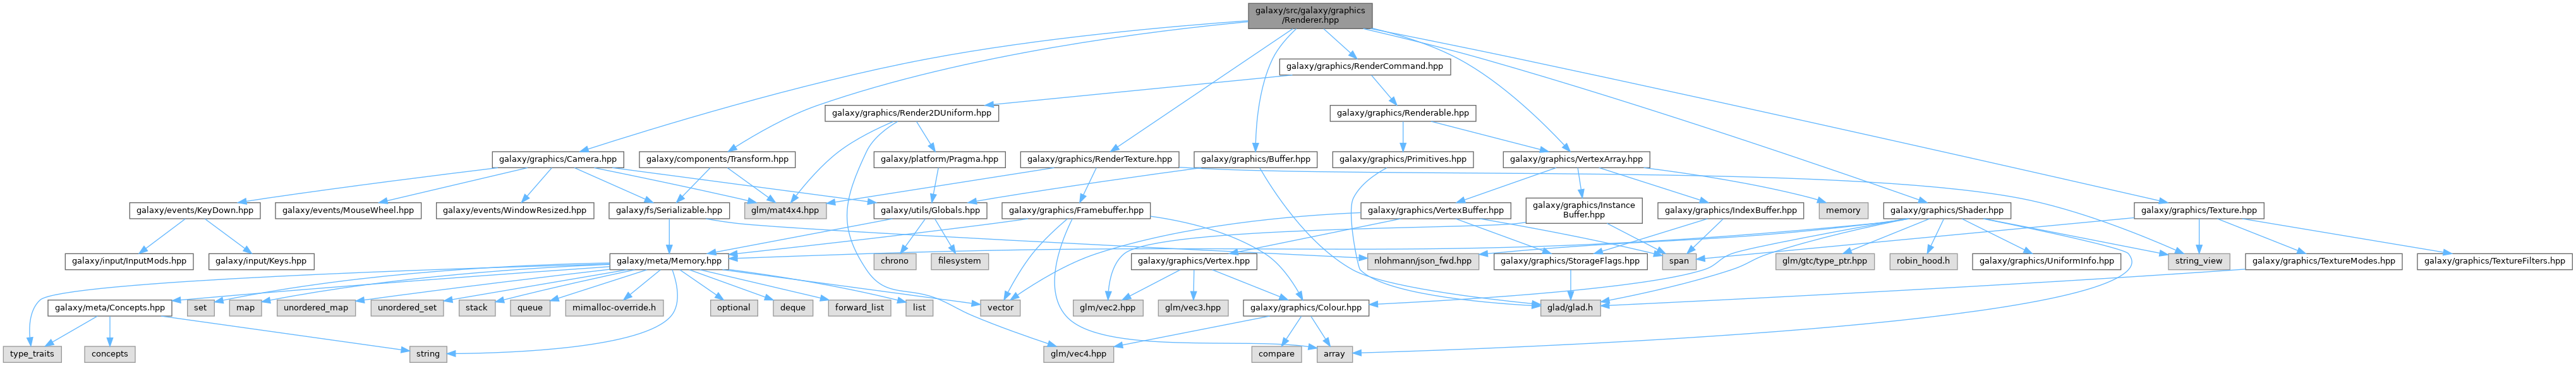 galaxy/src/galaxy/graphics
/Renderer.hpp
galaxy/graphics/RenderCommand.hpp
galaxy/graphics/Render2DUniform.hpp
galaxy/graphics/Renderable.hpp
galaxy/graphics/Camera.hpp
galaxy/components/Transform.hpp
galaxy/platform/Pragma.hpp
galaxy/graphics/RenderTexture.hpp
galaxy/graphics/Buffer.hpp
galaxy/graphics/Primitives.hpp
galaxy/graphics/VertexArray.hpp
galaxy/events/KeyDown.hpp
galaxy/events/MouseWheel.hpp
galaxy/events/WindowResized.hpp
galaxy/fs/Serializable.hpp
glm/mat4x4.hpp
galaxy/utils/Globals.hpp
galaxy/graphics/Framebuffer.hpp
galaxy/graphics/VertexBuffer.hpp
galaxy/graphics/Instance
Buffer.hpp
galaxy/graphics/IndexBuffer.hpp
memory
galaxy/graphics/Shader.hpp
galaxy/graphics/Texture.hpp
galaxy/input/InputMods.hpp
galaxy/input/Keys.hpp
galaxy/meta/Memory.hpp
chrono
filesystem
galaxy/graphics/Vertex.hpp
nlohmann/json_fwd.hpp
galaxy/graphics/StorageFlags.hpp
span
glm/gtc/type_ptr.hpp
robin_hood.h
galaxy/graphics/UniformInfo.hpp
string_view
galaxy/graphics/TextureModes.hpp
galaxy/graphics/TextureFilters.hpp
galaxy/meta/Concepts.hpp
set
map
unordered_map
unordered_set
stack
queue
mimalloc-override.h
optional
deque
forward_list
list
vector
glm/vec2.hpp
glm/vec3.hpp
galaxy/graphics/Colour.hpp
glad/glad.h
type_traits
concepts
string
glm/vec4.hpp
compare
array